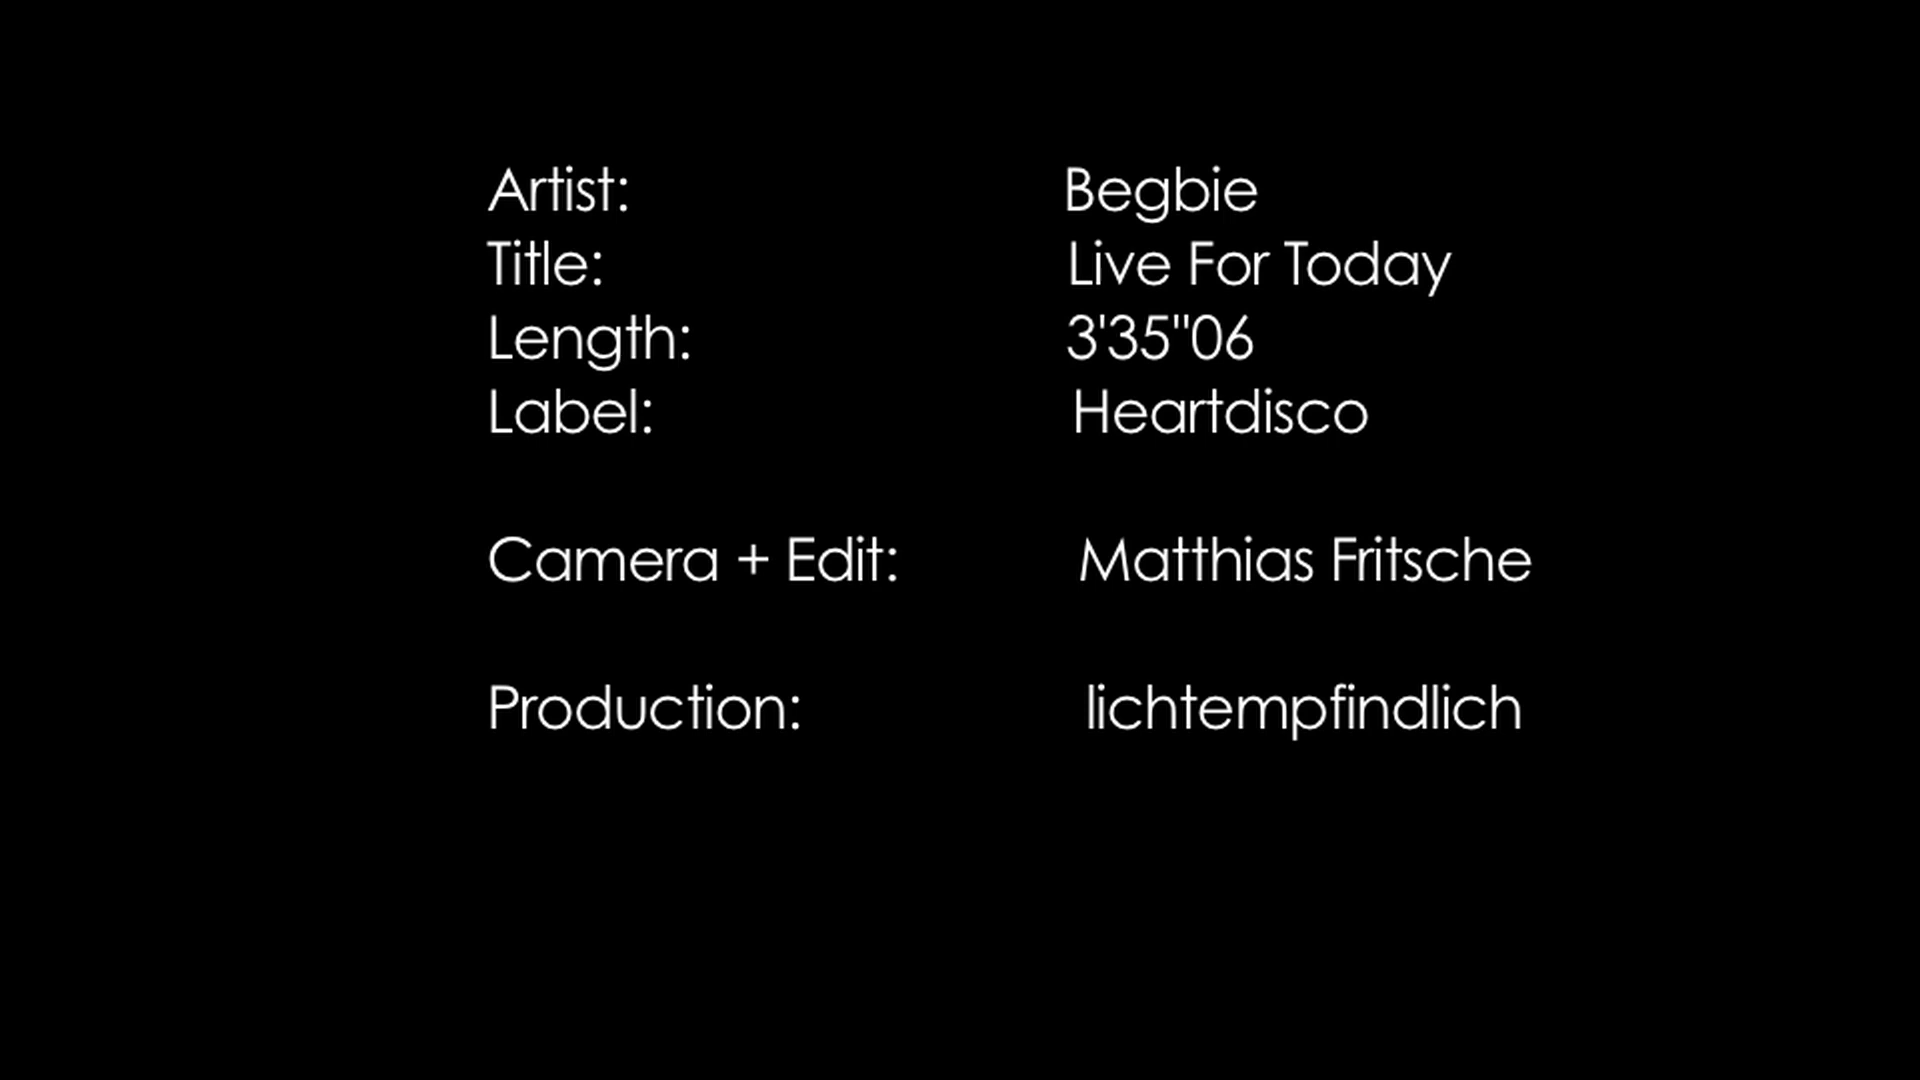 Artist: Begbie
Title: Live For Today
Length: 3'35"06
Label: Heartdisco
Camera + Edit: Matthias Fritsche
Production: lichtempfindlich